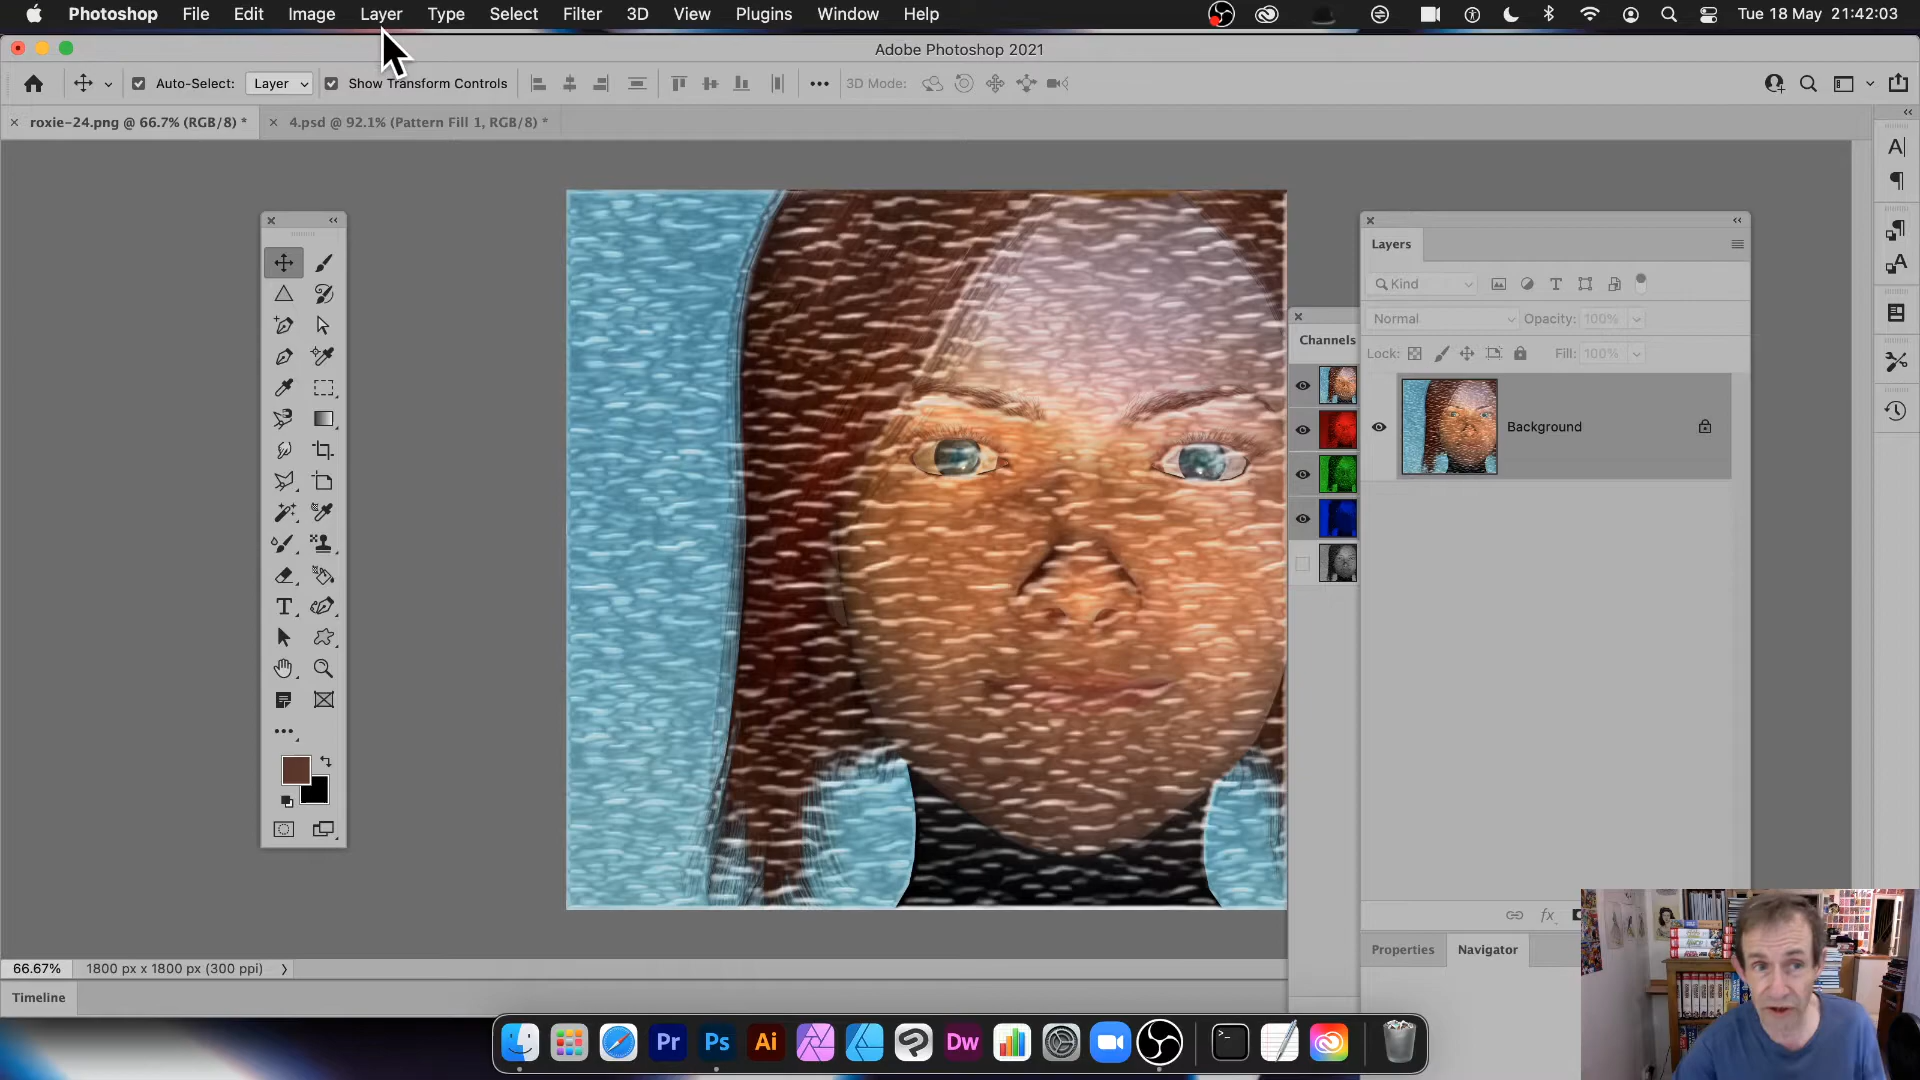 Photoshop File Edit Image Layer Type Select Filter 3D View Plugins Window Help Tue 18 May 21:42:03
Adobe Photoshop 2021
Auto-Select: Layer Show Transform Controls 3D Mode:
roxie-24.png @ 66.7% (RGB/8) * 4.psd @ 92.1% (Pattern Fill 1, RGB/8) *
Layers
Kind
Normal Opacity: 100%
Channels
Lock: Fill: 100%
Background
fx
Properties Navigator
66.67% 1800 px x 1800 px (300 ppi)
Timeline
Pr Ps Ai Dw